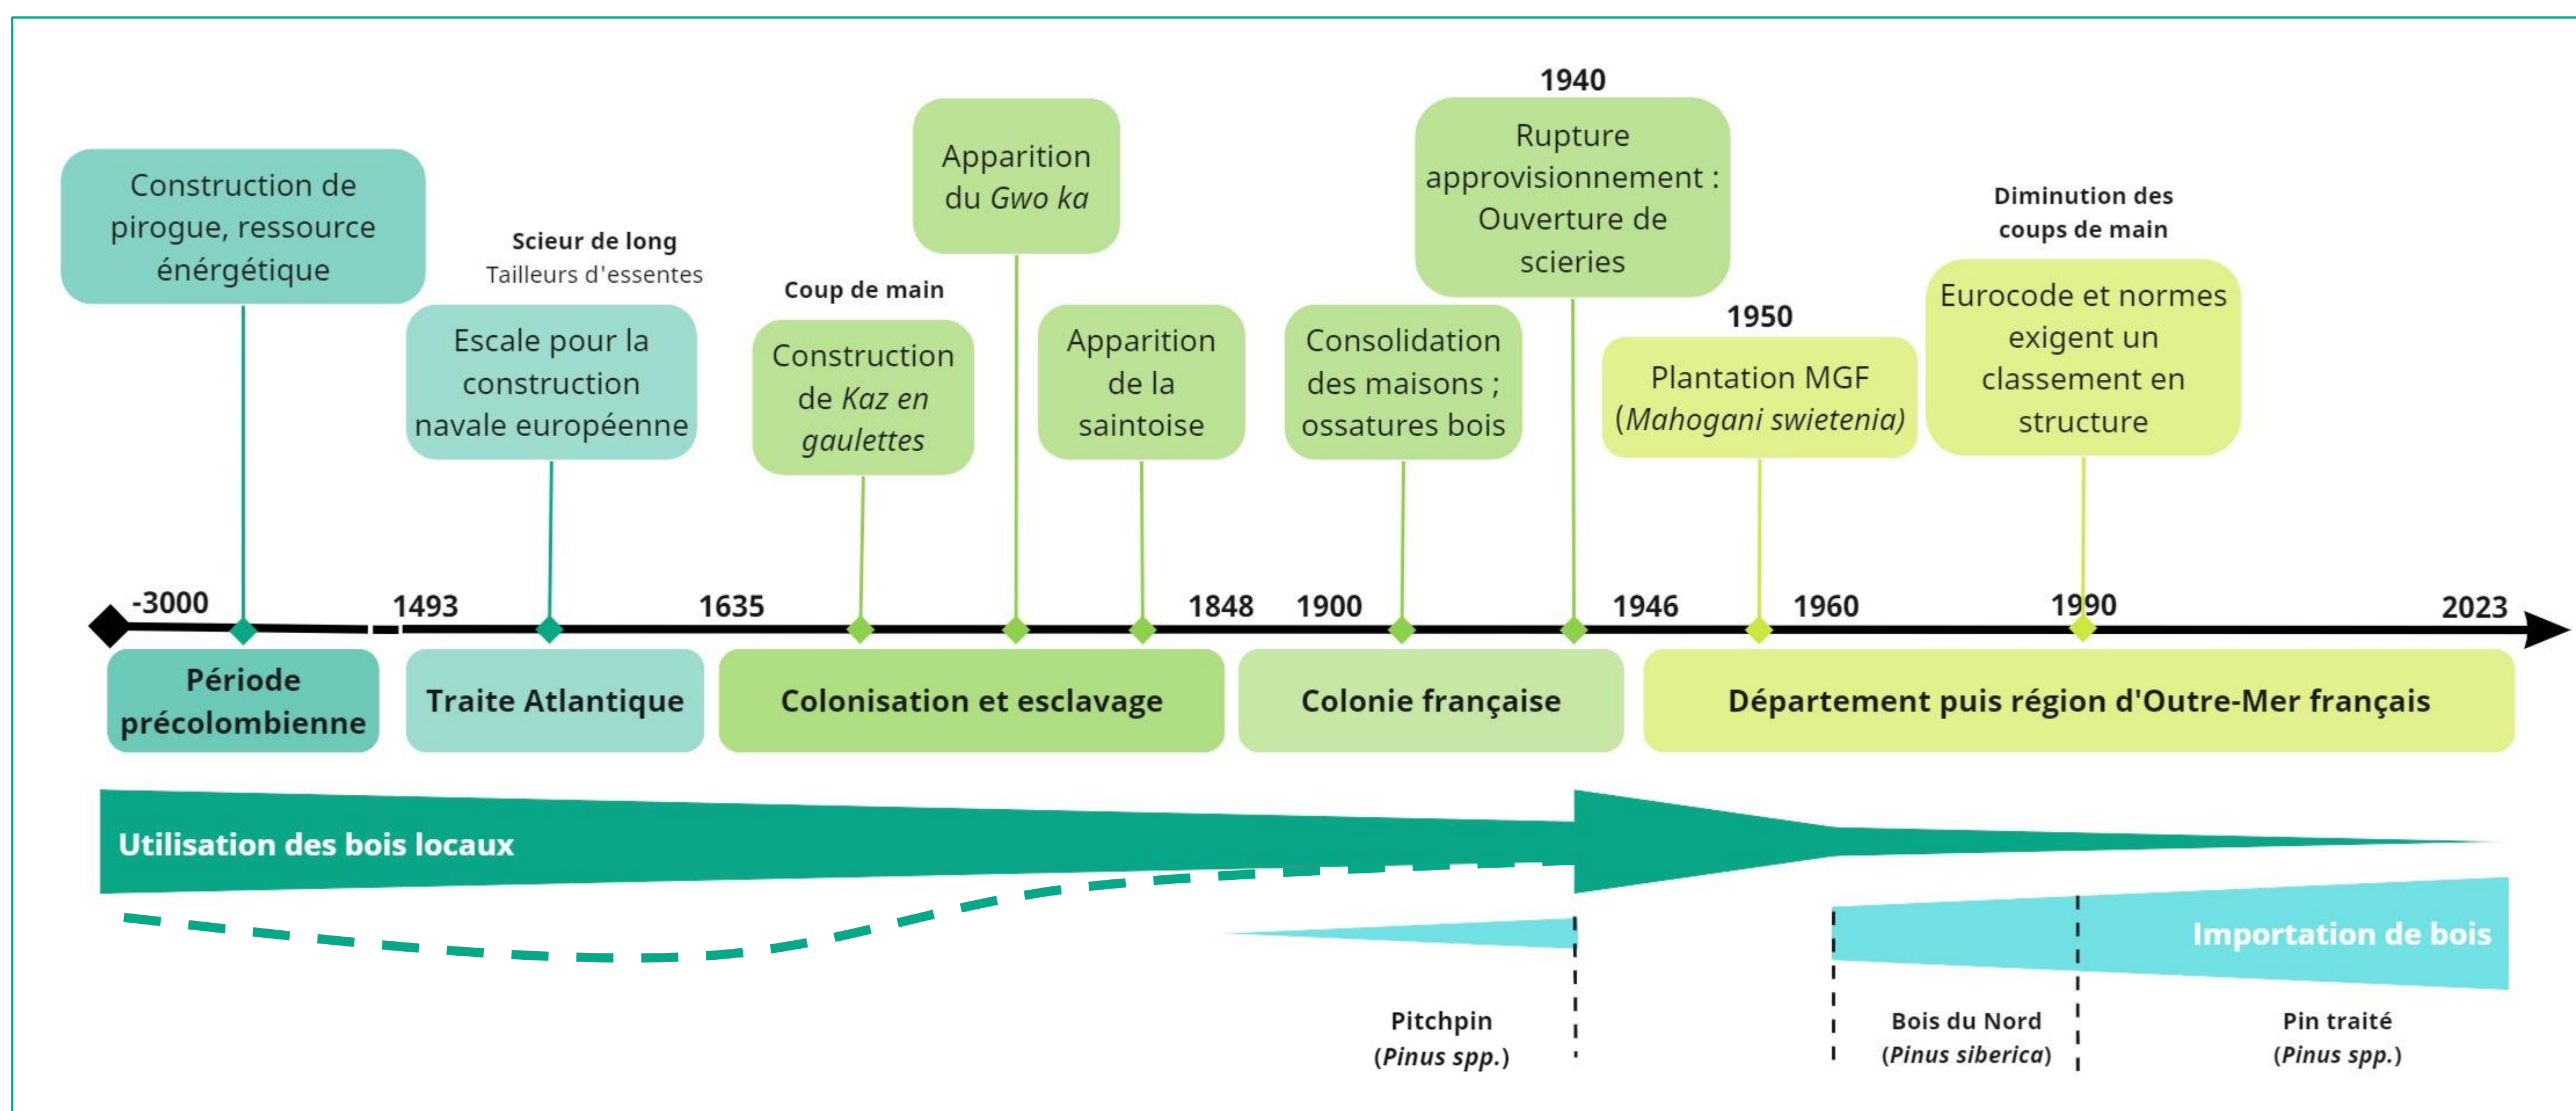 Construction de
pirogue, ressource
énérgétique
Scieur de long
Tailleurs d'essentes
Escale pour la
construction
navale européenne
Coup de main
Construction
de Kaz en
gaulettes
Apparition
du Gwo ka
Apparition
de la
saintoise
Consolidation
des maisons ;
ossatures bois
1940
Rupture
approvisionnement :
Ouverture de
scieries
1950
Plantation MGF
(Mahogani swietenia)
Diminution des
coups de main
Eurocode et normes
exigent un
classement en
structure
-3000
1493
1635
1848
1900
1946
1960
1990
2023
Période
précolombienne
Traite Atlantique
Colonisation et esclavage
Colonie française
Département puis région d'Outre-Mer français
Utilisation des bois locaux
Importation de bois
Pitchpin
(Pinus spp.)
Bois du Nord
(Pinus siberica)
Pin traité
(Pinus spp.)